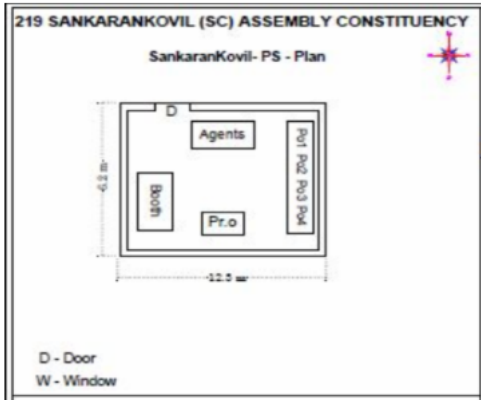 219 SANKARANKOVIL (SC) ASSEMBLY CONSTITUENCY
SankaranKovil- PS - Plan
D
Agents
Po1 Po2 Po3 Po4
6.2 m
Booth
Pr.o
12.5 m
D - Door
W - Window